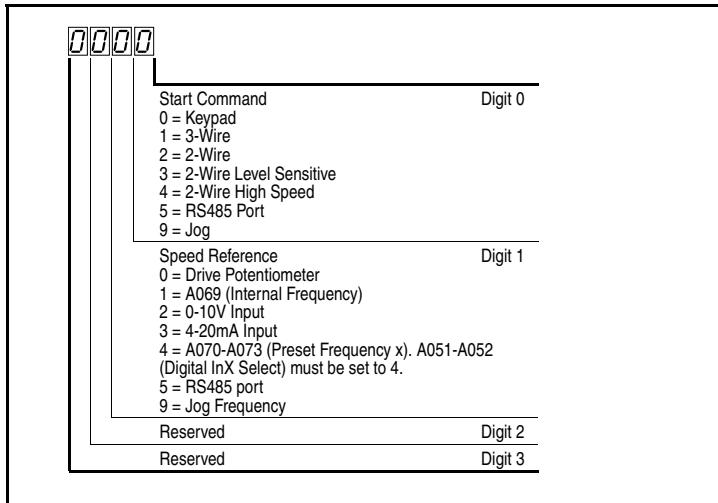 0000
Start Command Digit 0
0 = Keypad
1 = 3-Wire
2 = 2-Wire
3 = 2-Wire Level Sensitive
4 = 2-Wire High Speed
5 = RS485 Port
9 = Jog
Speed Reference Digit 1
0 = Drive Potentiometer
1 = A069 (Internal Frequency)
2 = 0-10V Input
3 = 4-20mA Input
4 = A070-A073 (Preset Frequency x). A051-A052
(Digital InX Select) must be set to 4.
5 = RS485 port
9 = Jog Frequency
Reserved Digit 2
Reserved Digit 3